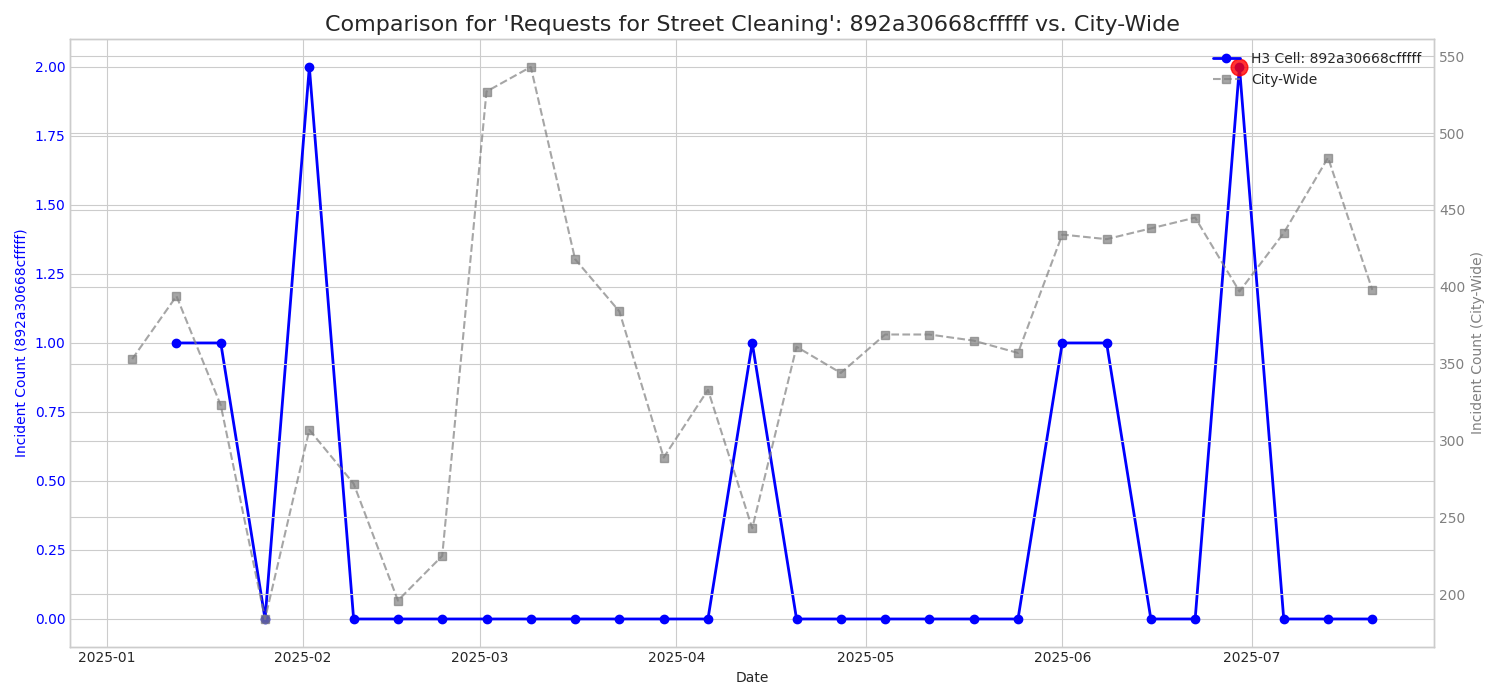 Comparison for 'Requests for Street Cleaning': 892a30668cfffff vs. City-Wide
H3 Cell: 892a30668cfffff
City-Wide
Incident Count (892a30668cfffff)
2.00
1.75
1.50
1.25
1.00
0.75
0.50
0.25
0.00
550
500
450
400
350
300
250
200
Incident Count (City-Wide)
2025-01 2025-02 2025-03 2025-04 2025-05 2025-06 2025-07
Date